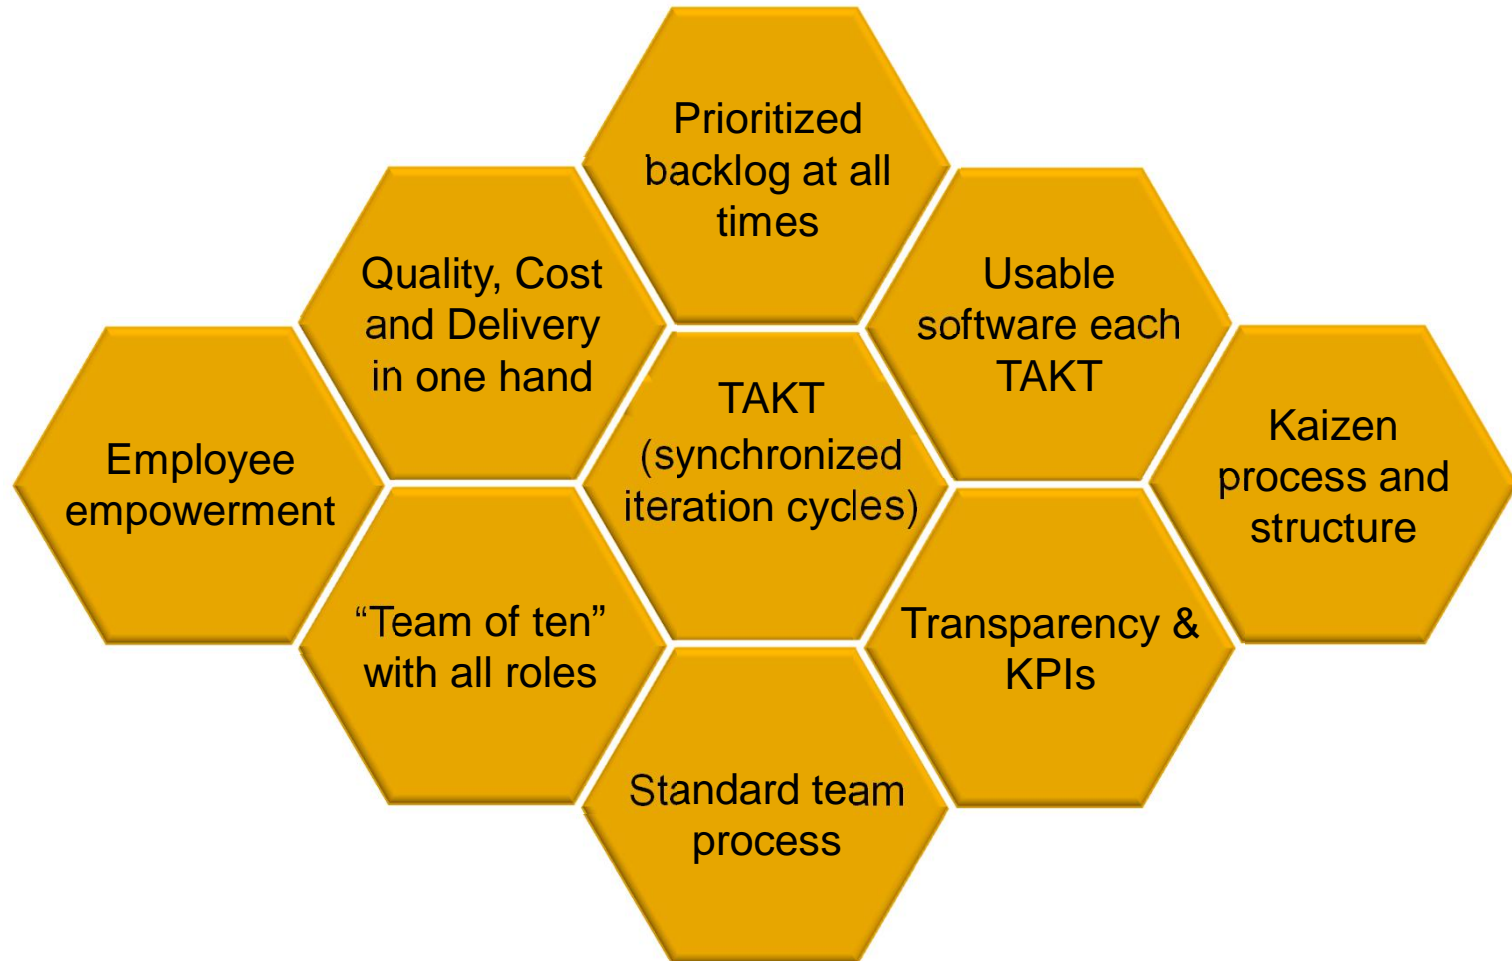 Prioritized
backlog at all
times
Quality, Cost
and Delivery
in one hand
Usable
software each
TAKT
Employee
empowerment
TAKT
(synchronized
iteration cycles)
Kaizen
process and
structure
“Team of ten”
with all roles
Transparency &
KPIs
Standard team
process